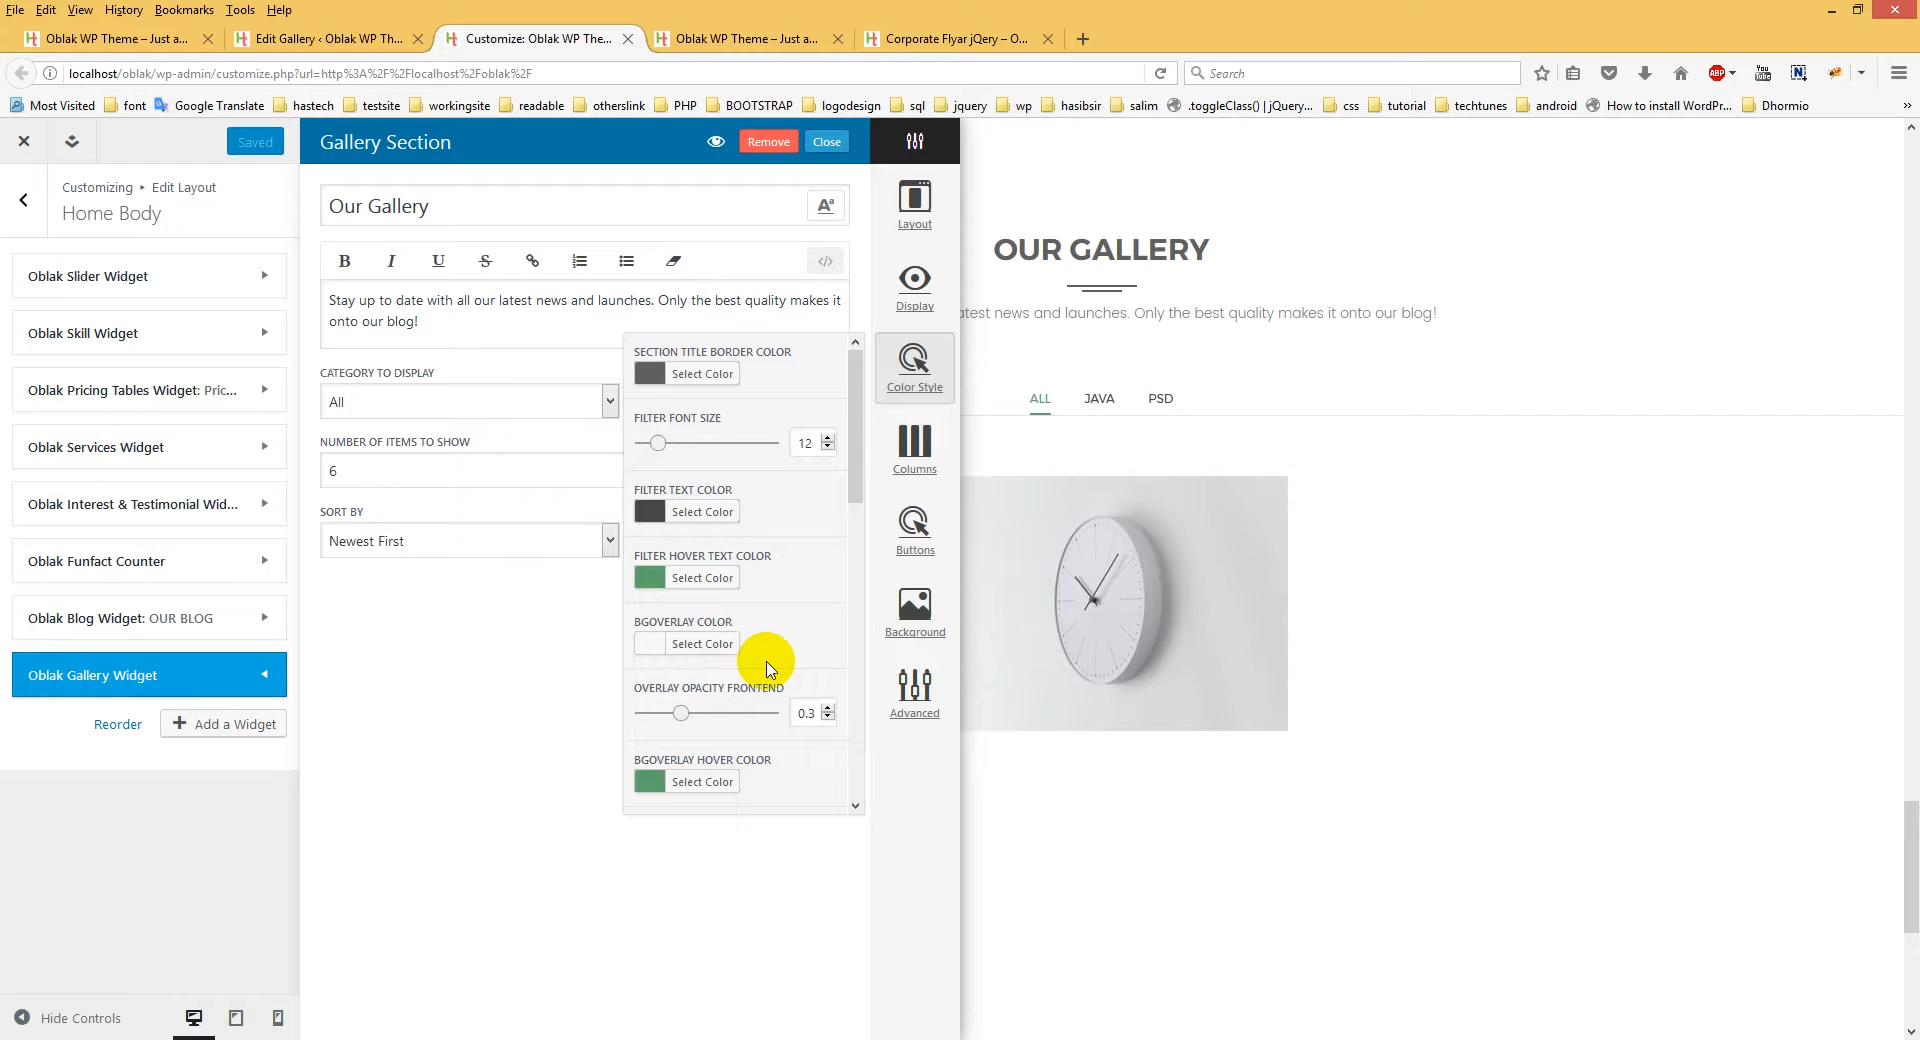 File Edit View History Bookmarks Tools Help
Oblak WP Theme – Just a...
Edit Gallery ‹ Oblak WP Th...
Customize: Oblak WP The...
Oblak WP Theme – Just a...
Corporate Flyar jQery – O...
localhost/oblak/wp-admin/customize.php?url=http%3A%2F%2Flocalhost%2Foblak%2F
Search
ABP
You
Tube
N
Most Visited font Google Translate hastech testsite workingsite readable otherslink PHP BOOTSTRAP logodesign sql jquery wp hasibsir salim .toggleClass() | jQuery... css tutorial techtunes android How to install WordPr... Dhormio
Saved
Customizing ▸ Edit Layout
Home Body
Oblak Slider Widget
Oblak Skill Widget
Oblak Pricing Tables Widget: Pric...
Oblak Services Widget
Oblak Interest & Testimonial Wid...
Oblak Funfact Counter
Oblak Blog Widget: OUR BLOG
Oblak Gallery Widget
Reorder
Add a Widget
Hide Controls
Gallery Section
Remove
Close
Our Gallery
B I U S
Stay up to date with all our latest news and launches. Only the best quality makes it
onto our blog!
CATEGORY TO DISPLAY
All
NUMBER OF ITEMS TO SHOW
6
SORT BY
Newest First
SECTION TITLE BORDER COLOR
Select Color
FILTER FONT SIZE
12
FILTER TEXT COLOR
Select Color
FILTER HOVER TEXT COLOR
Select Color
BGOVERLAY COLOR
Select Color
OVERLAY OPACITY FRONTEND
0.3
BGOVERLAY HOVER COLOR
Select Color
Layout
Display
Color Style
Columns
Buttons
Background
Advanced
OUR GALLERY
atest news and launches. Only the best quality makes it onto our blog!
ALL JAVA PSD